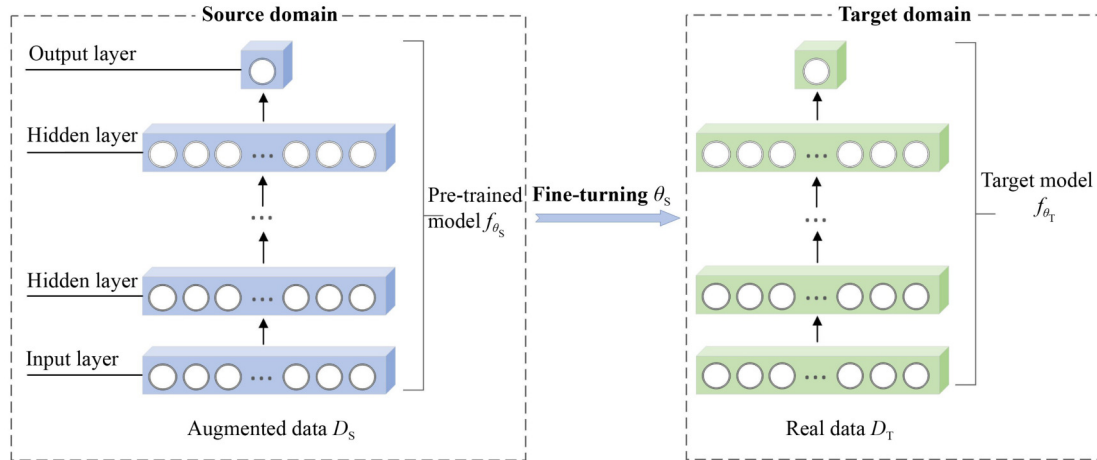 Source domain
Output layer
Hidden layer
...
...
Hidden layer
...
Input layer
...
Pre-trained
model fθS
Augmented data DS
Fine-turning θS
Target domain
...
...
...
...
Target model
fθT
Real data DT